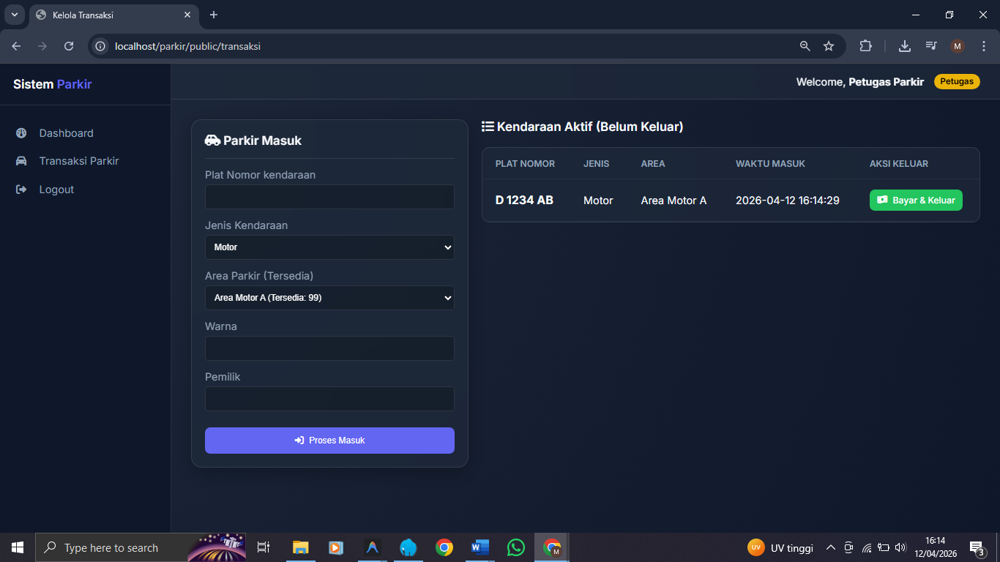 Kelola Transaksi
localhost/parkir/public/transaksi
M
Sistem Parkir
Welcome, Petugas Parkir
Petugas
Dashboard
Transaksi Parkir
Logout
Parkir Masuk
Plat Nomor kendaraan
Jenis Kendaraan
Motor
Area Parkir (Tersedia)
Area Motor A (Tersedia: 99)
Warna
Pemilik
Proses Masuk
Kendaraan Aktif (Belum Keluar)
PLAT NOMOR JENIS AREA WAKTU MASUK AKSI KELUAR
D 1234 AB Motor Area Motor A 2026-04-12 16:14:29 Bayar & Keluar
Type here to search
W
M
UV
UV tinggi
16:14
12/04/2026
3